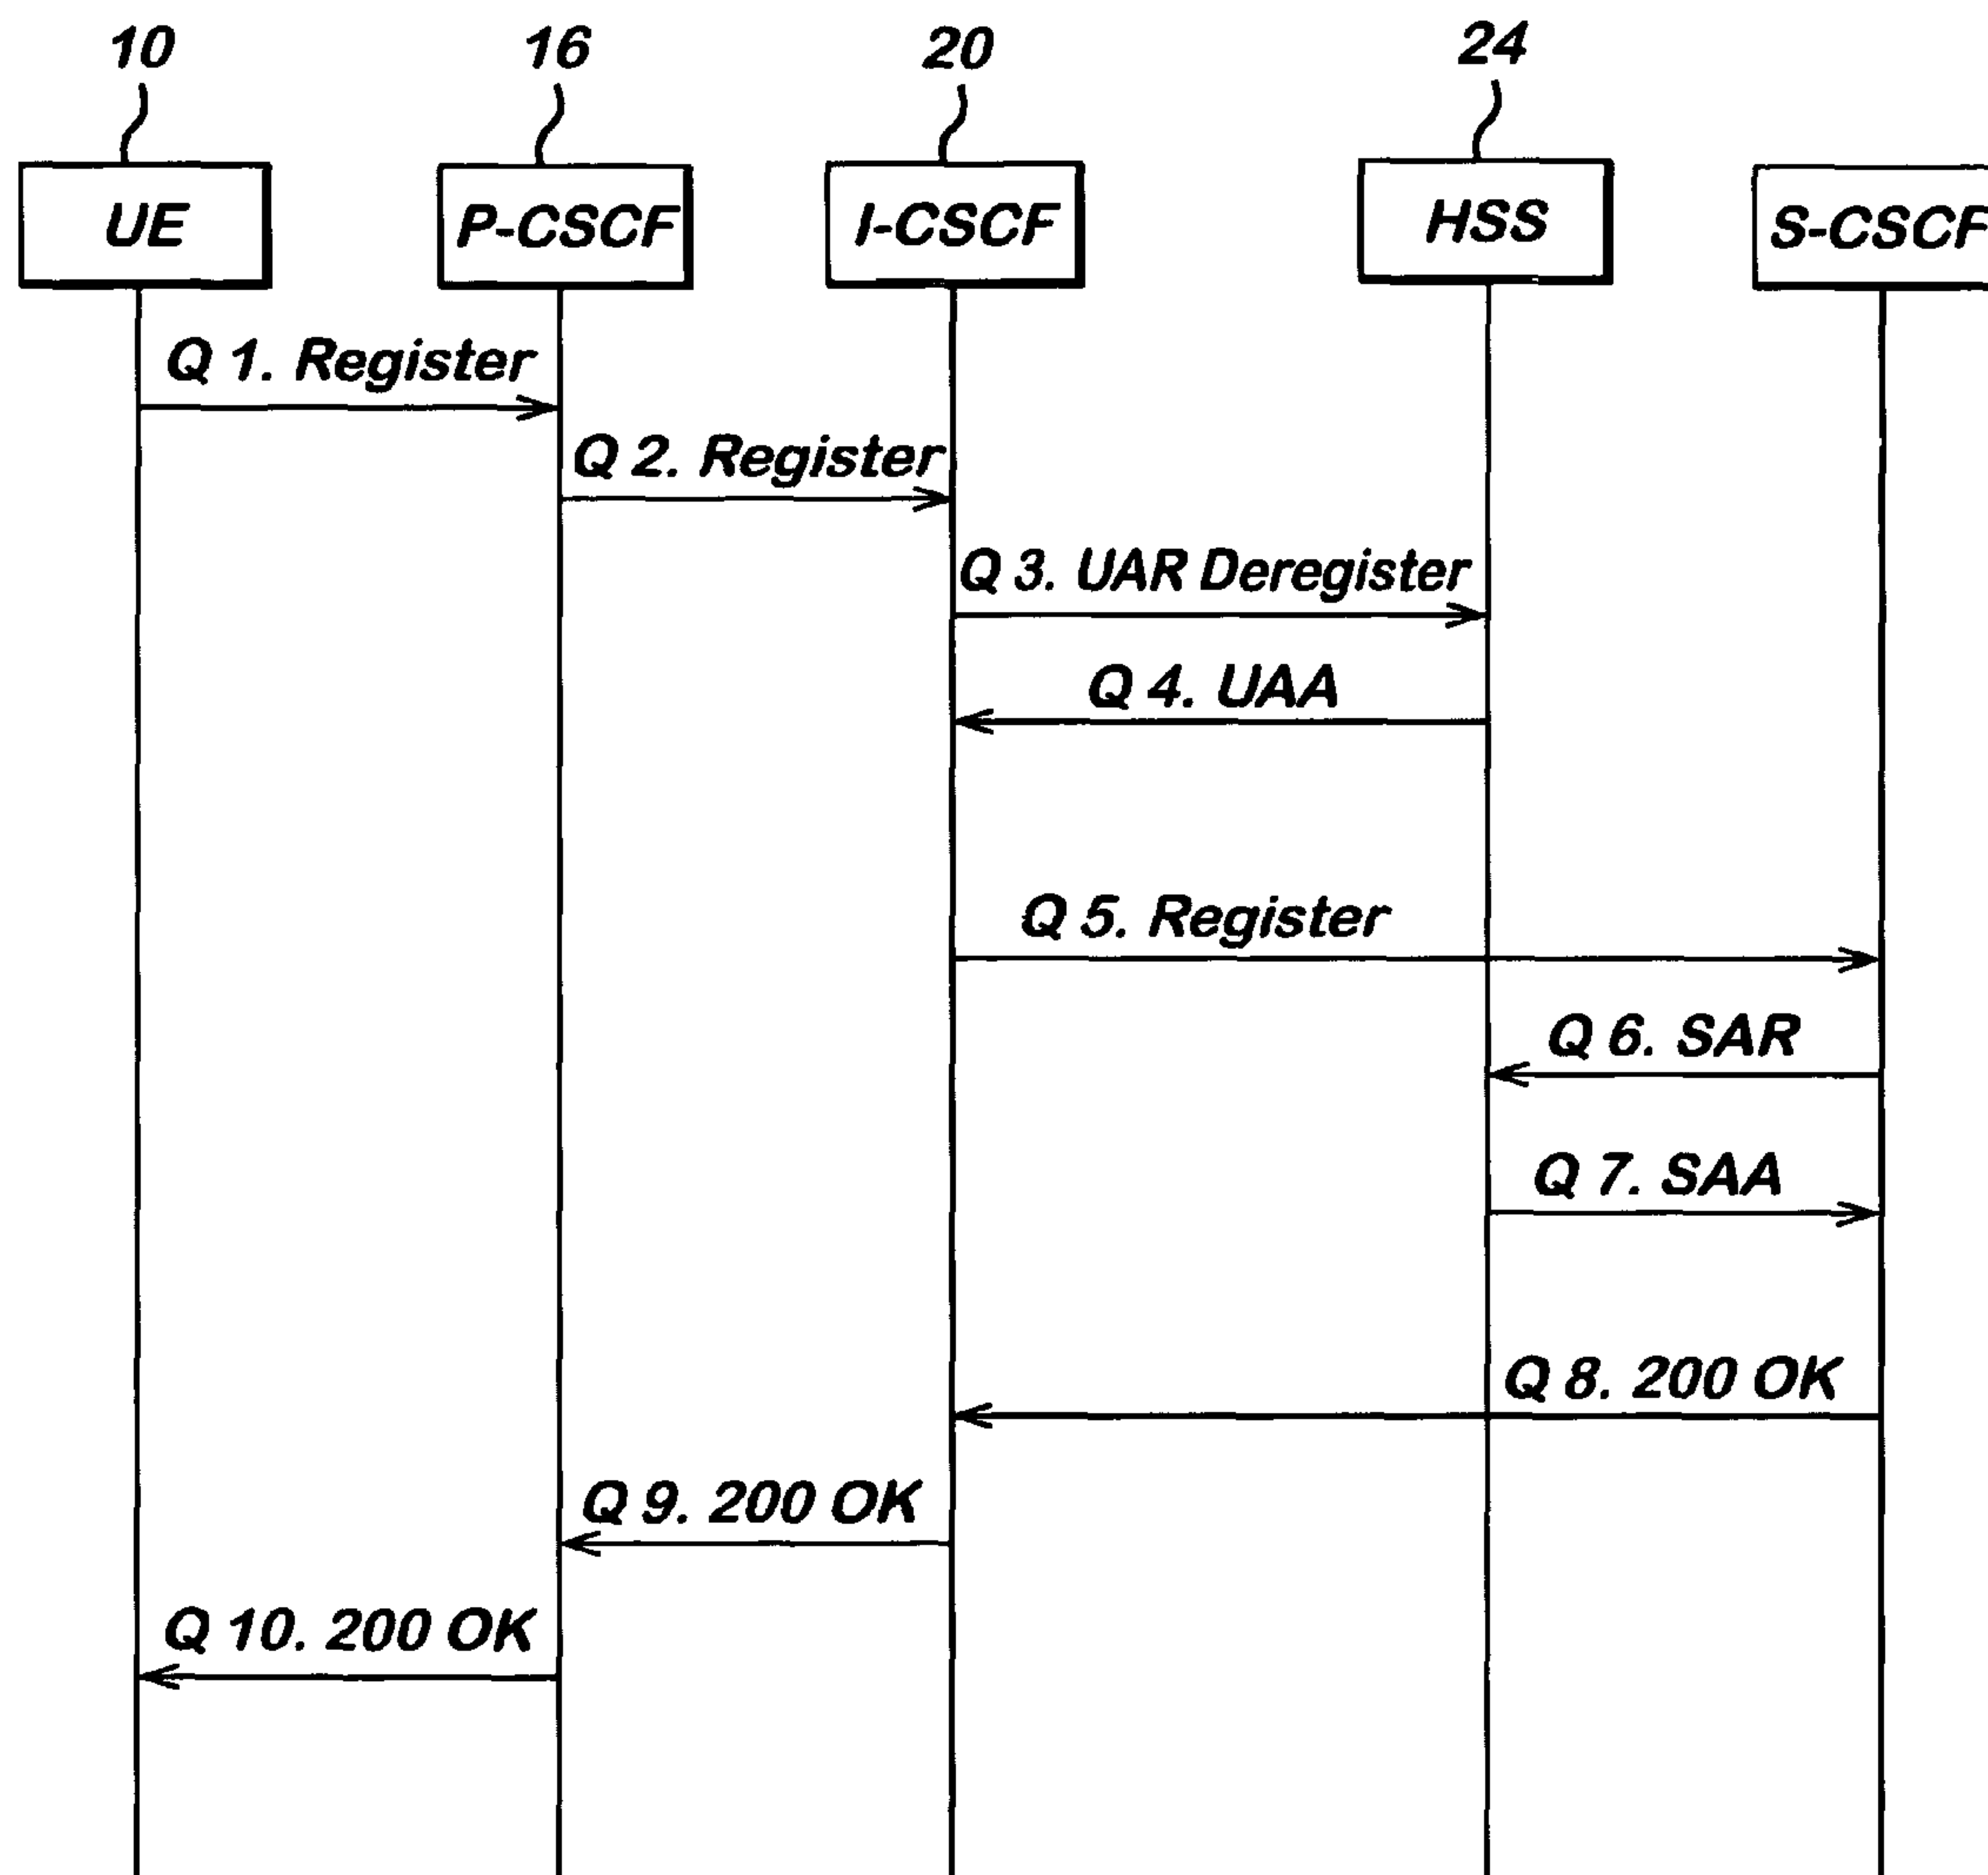 10 16 20 24
UE P-CSCF I-CSCF HSS S-CSCF
Q 1. Register
Q 2. Register
Q 3. UAR Deregister
Q 4. UAA
Q 5. Register
Q 6. SAR
Q 7. SAA
Q 8. 200 OK
Q 9. 200 OK
Q 10. 200 OK